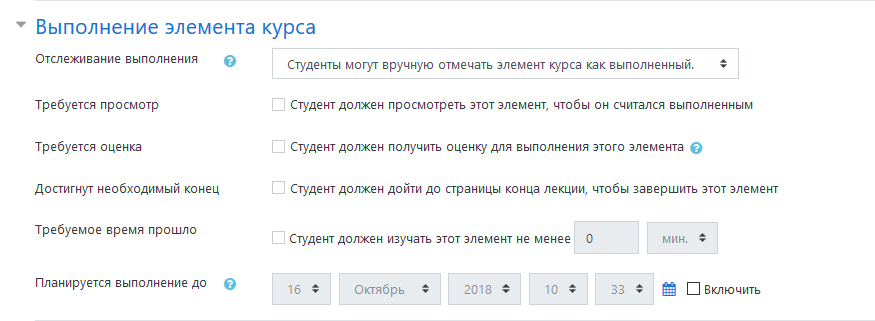 Выполнение элемента курса
Отслеживание выполнения ? Студенты могут вручную отмечать элемент курса как выполненный.
Требуется просмотр Студент должен просмотреть этот элемент, чтобы он считался выполненным
Требуется оценка Студент должен получить оценку для выполнения этого элемента ?
Достигнут необходимый конец Студент должен дойти до страницы конца лекции, чтобы завершить этот элемент
Требуемое время прошло Студент должен изучать этот элемент не менее 0 мин.
Планируется выполнение до ? 16 Октябрь 2018 10 33 Включить